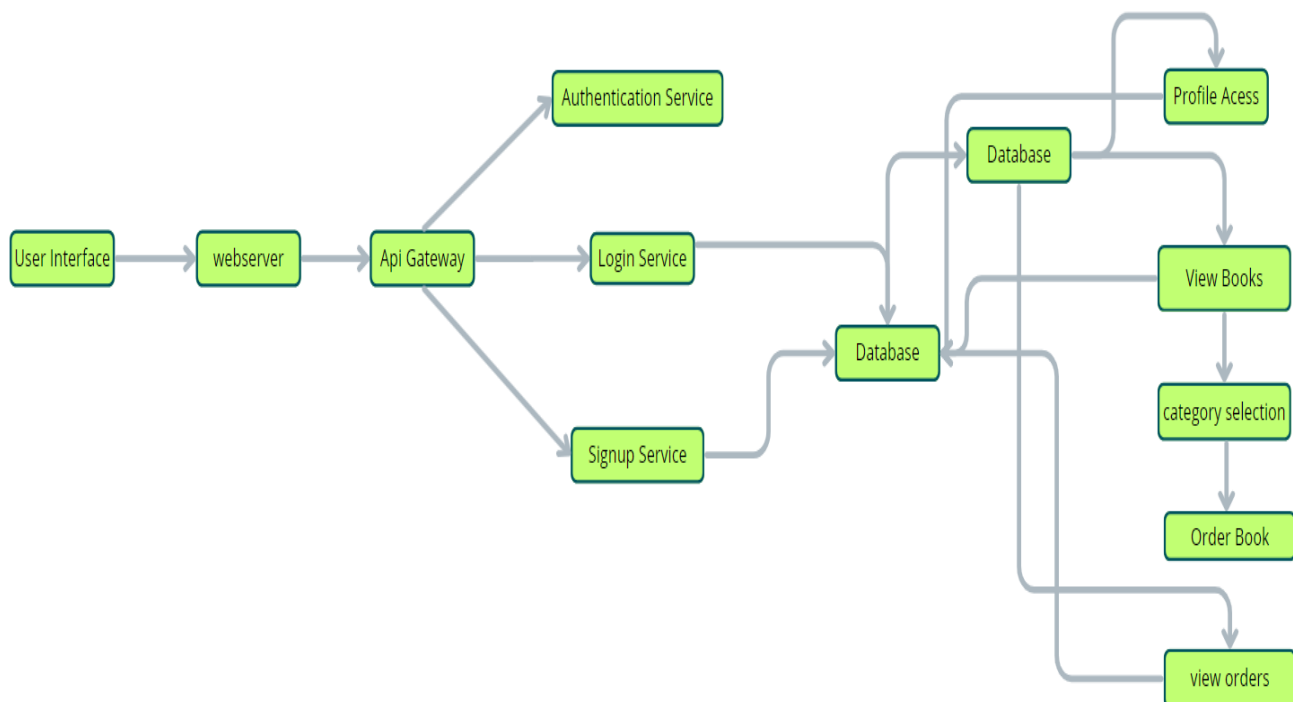 Authentication Service
Profile Acess
Database
User Interface
webserver
Api Gateway
Login Service
View Books
Database
category selection
Signup Service
Order Book
view orders